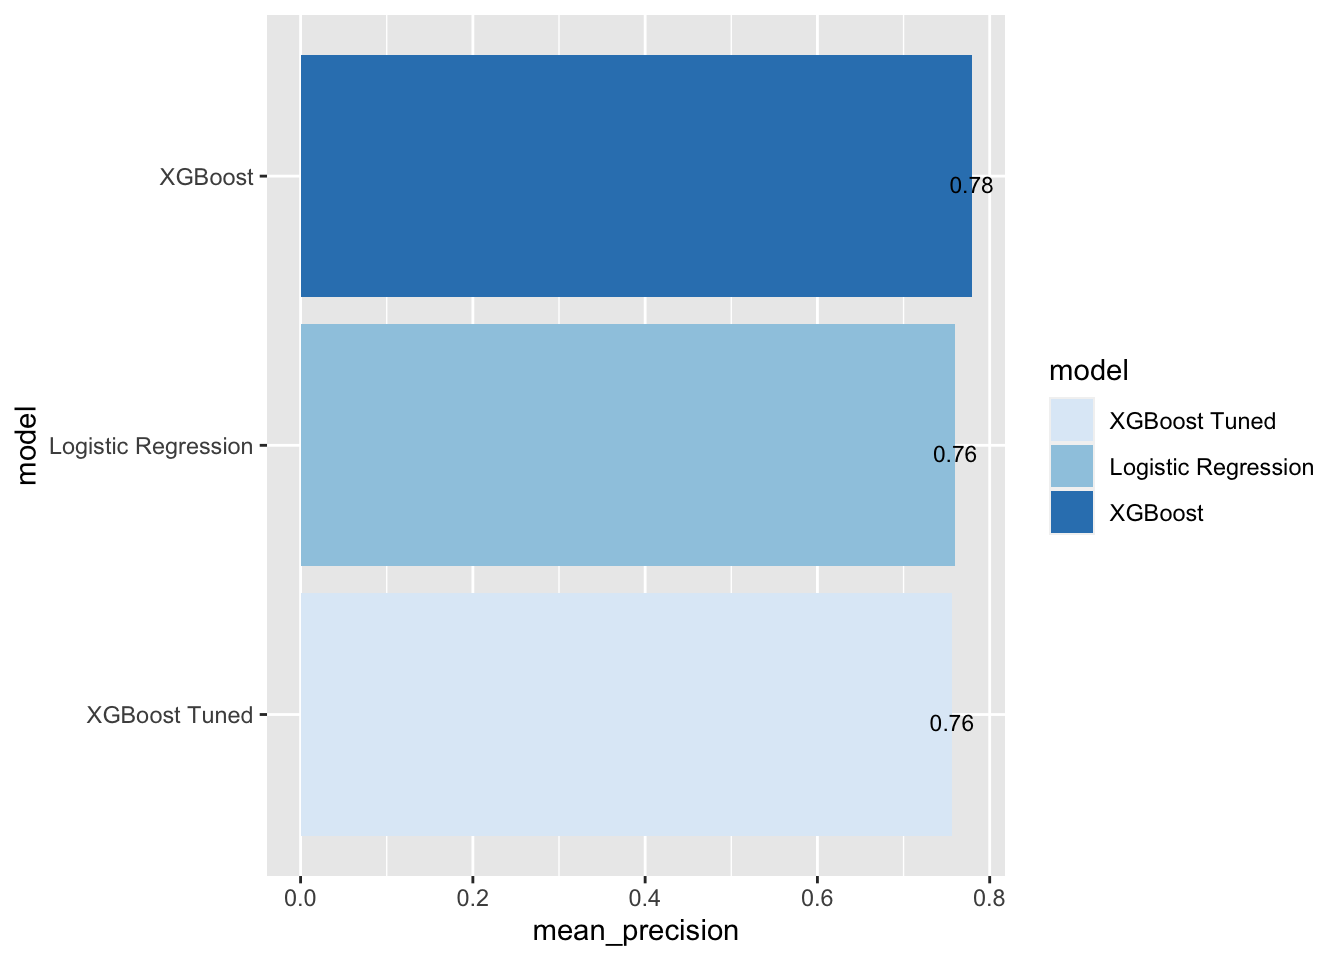 XGBoost
0.78
model
Logistic Regression
0.76
XGBoost Tuned
0.76
0.0
0.2
0.4
0.6
0.8
mean_precision
model
XGBoost Tuned
Logistic Regression
XGBoost